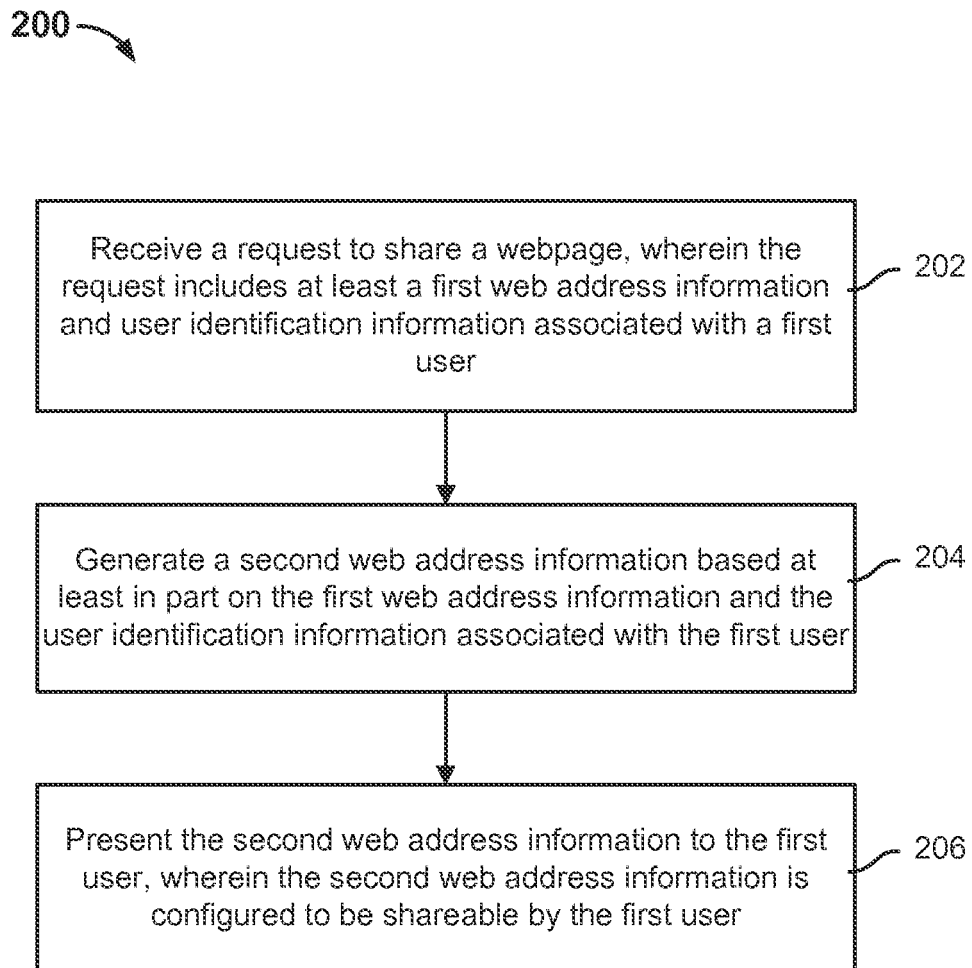 200
Receive a request to share a webpage, wherein the
request includes at least a first web address information
and user identification information associated with a first
user
202
Generate a second web address information based at
least in part on the first web address information and the
user identification information associated with the first user
204
Present the second web address information to the first
user, wherein the second web address information is
configured to be shareable by the first user
206